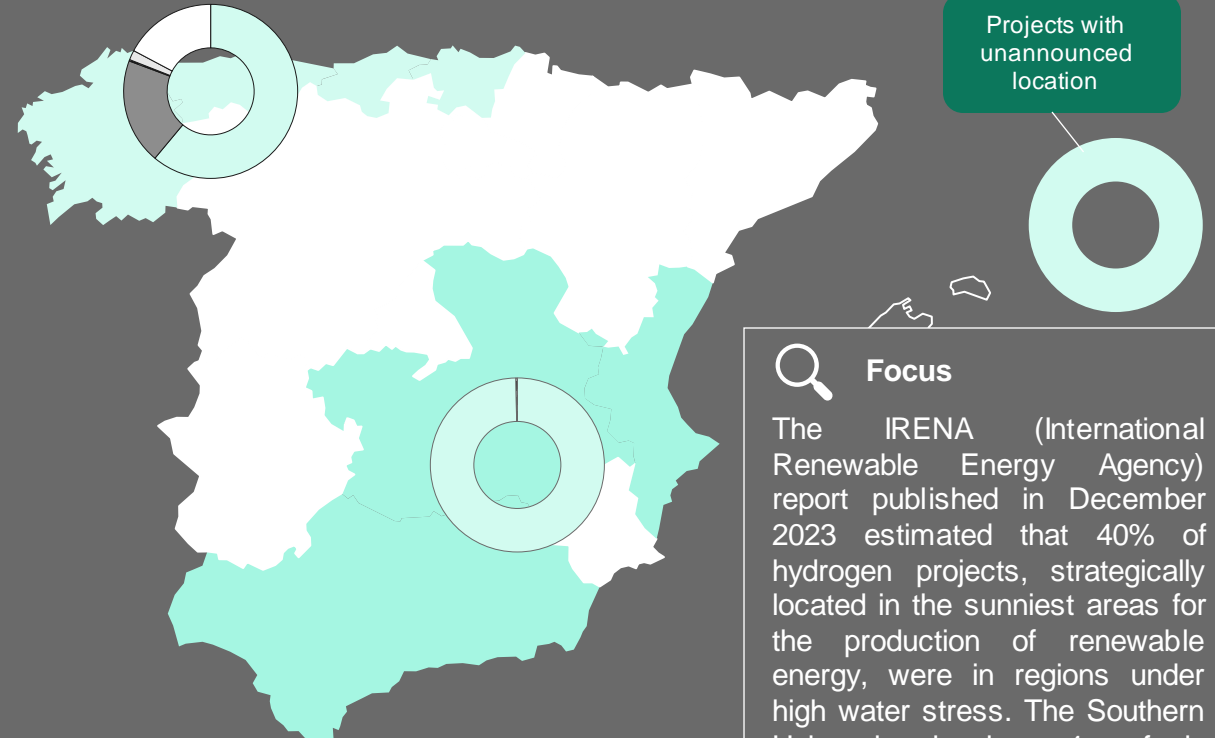 Projects with
unannounced
location
Focus
The IRENA (International
Renewable Energy Agency)
report published in December
2023 estimated that 40% of
hydrogen projects, strategically
located in the sunniest areas for
the production of renewable
energy, were in regions under
high water stress. The Southern